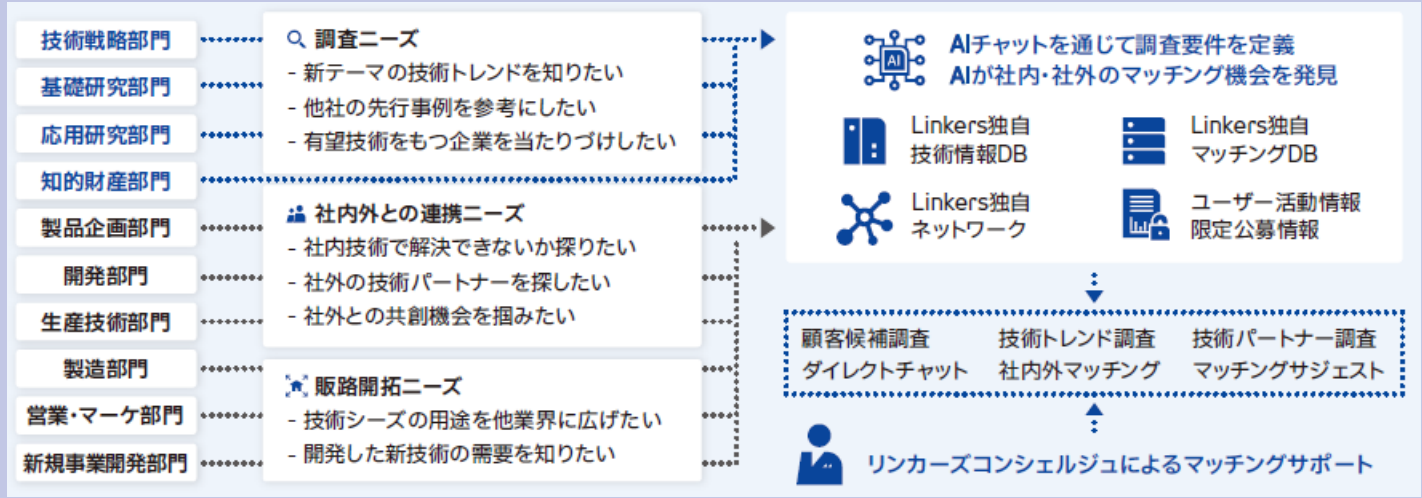 技術戦略部門
基礎研究部門
応用研究部門
知的財産部門
製品企画部門
開発部門
生産技術部門
製造部門
営業・マーケ部門
新規事業開発部門
調査ニーズ
- 新テーマの技術トレンドを知りたい
- 他社の先行事例を参考にしたい
- 有望技術をもつ企業を当たりづけしたい
社内外との連携ニーズ
- 社内技術で解決できないか探りたい
- 社外の技術パートナーを探したい
- 社外との共創機会を掴みたい
販路開拓ニーズ
- 技術シーズの用途を他業界に広げたい
- 開発した新技術の需要を知りたい
AI
AIチャットを通じて調査要件を定義
AIが社内・社外のマッチング機会を発見
Linkers独自
技術情報DB
Linkers独自
マッチングDB
Linkers独自
ネットワーク
ユーザー活動情報
限定公募情報
顧客候補調査
技術トレンド調査
技術パートナー調査
ダイレクトチャット
社内外マッチング
マッチングサジェスト
リンカーズコンシェルジュによるマッチングサポート